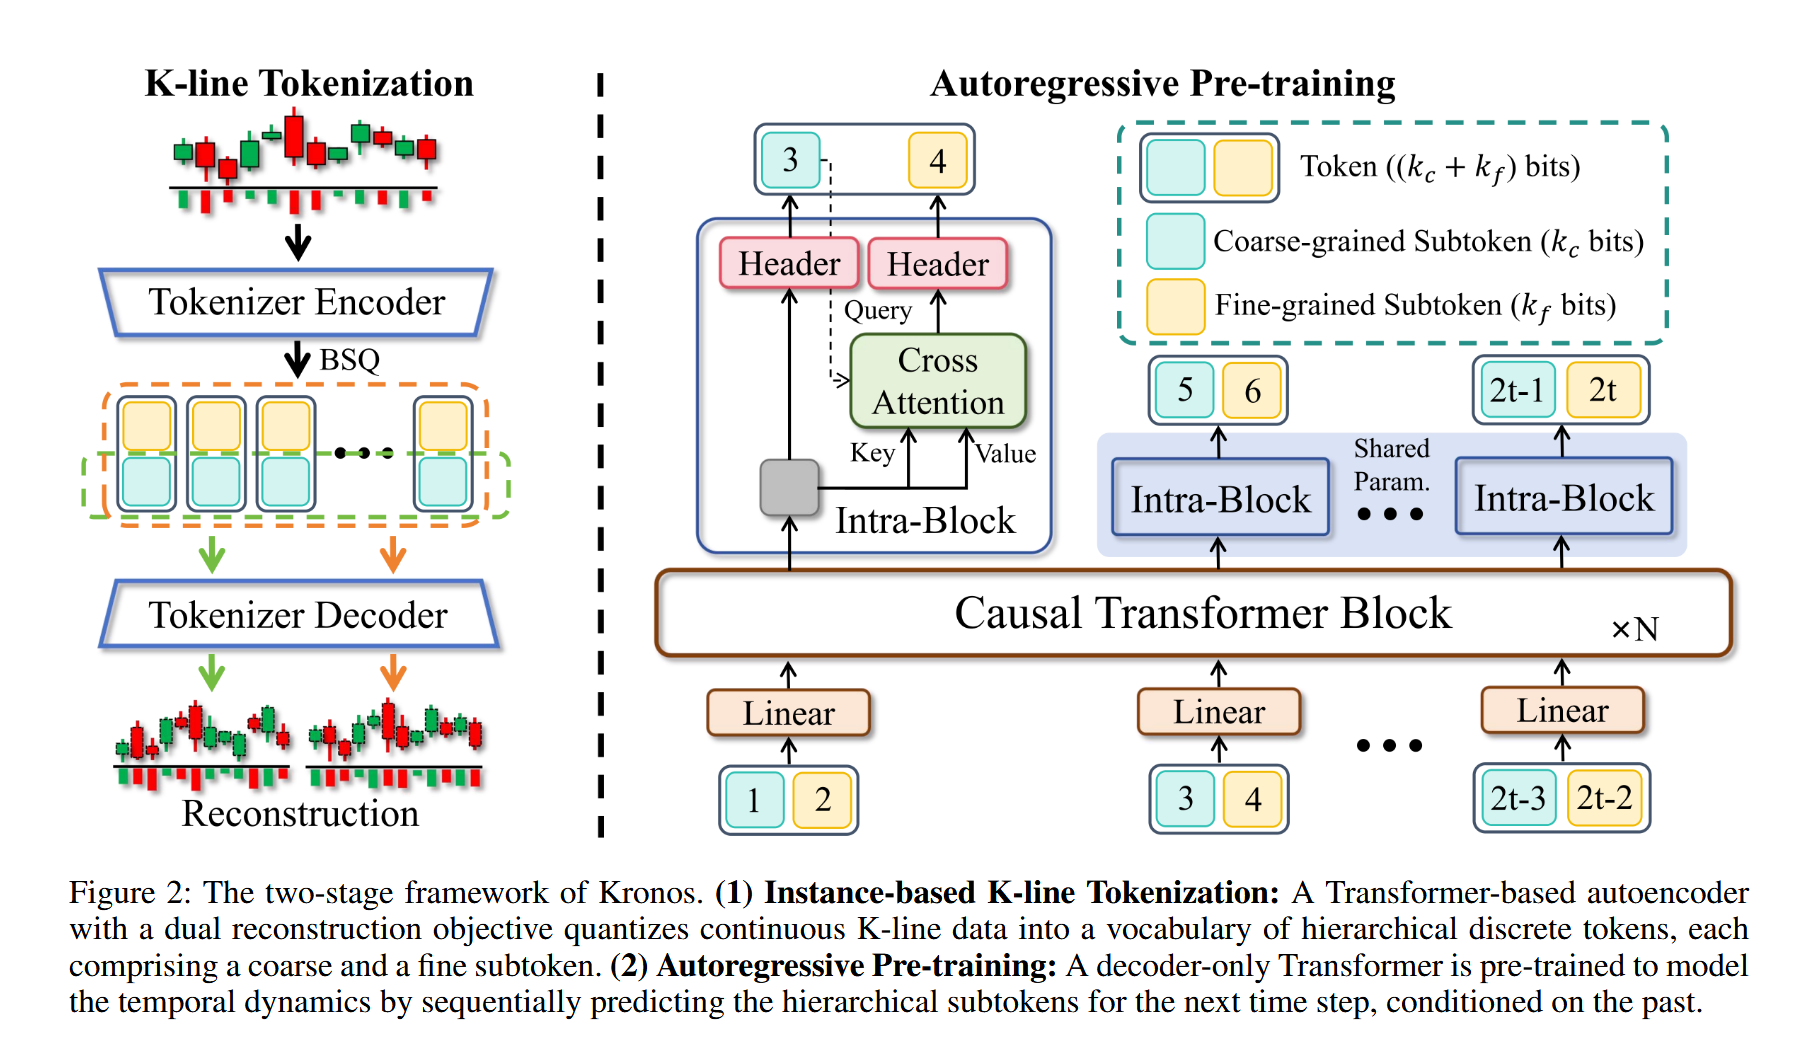 K-line Tokenization
Tokenizer Encoder
BSQ
Tokenizer Decoder
Reconstruction
Autoregressive Pre-training
3 4
Header Header
Query
Cross
Attention
Key Value
Intra-Block
Token ((k_c + k_f) bits)
Coarse-grained Subtoken (k_c bits)
Fine-grained Subtoken (k_f bits)
5 6 2t-1 2t
Shared
Param.
Intra-Block Intra-Block
Causal Transformer Block ×N
Linear Linear Linear
1 2 3 4 2t-3 2t-2
Figure 2: The two-stage framework of Kronos. (1) Instance-based K-line Tokenization: A Transformer-based autoencoder
with a dual reconstruction objective quantizes continuous K-line data into a vocabulary of hierarchical discrete tokens, each
comprising a coarse and a fine subtoken. (2) Autoregressive Pre-training: A decoder-only Transformer is pre-trained to model
the temporal dynamics by sequentially predicting the hierarchical subtokens for the next time step, conditioned on the past.